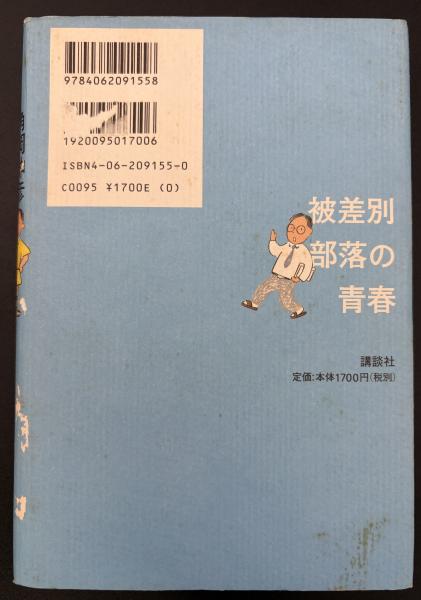 9784062091558
1920095017006
ISBN4-06-209155-0
C0095 ¥1700E (0)
被差別
部落の
青春
講談社
定価:本体1700円(税別)